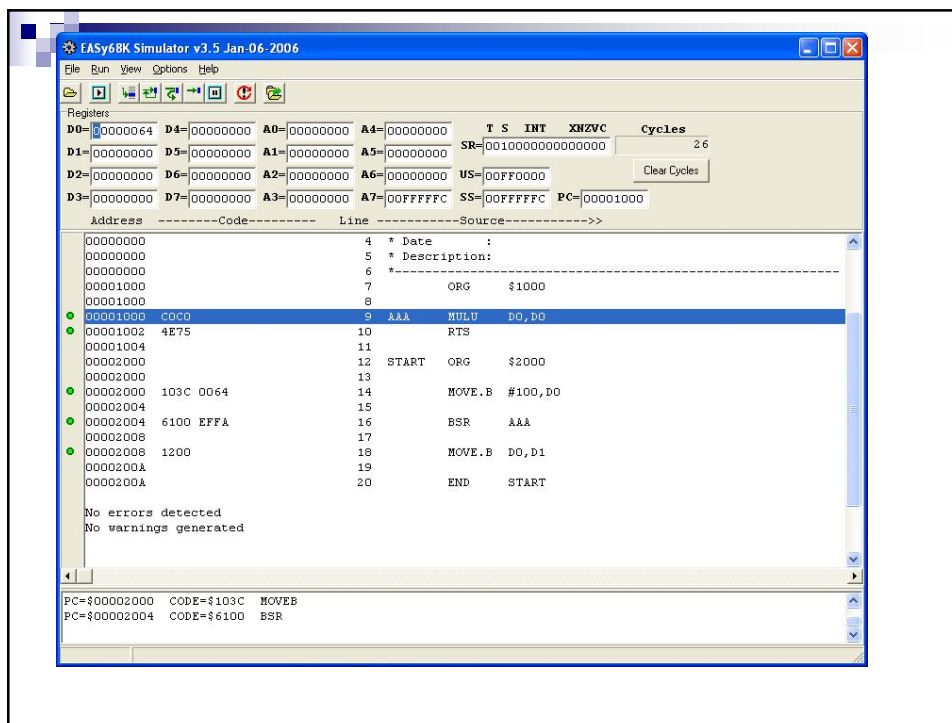 EASy68K Simulator v3.5 Jan-06-2006
File Run View Options Help
Registers
D0=00000064 D4=00000000 A0=00000000 A4=00000000 T S INT XNZVC Cycles
SR=0010000000000000 26
D1=00000000 D5=00000000 A1=00000000 A5=00000000
D2=00000000 D6=00000000 A2=00000000 A6=00000000 US=00FF0000 Clear Cycles
D3=00000000 D7=00000000 A3=00000000 A7=00FFFFFC SS=00FFFFFC PC=00001000
Address --------Code--------- Line -----------Source----------->>
00000000 4 * Date :
00000000 5 * Description:
00000000 6 *----------------------------------------------------------
00001000 7 ORG $1000
00001000 8
00001000 C0C0 9 AAA MULU D0,D0
00001002 4E75 10 RTS
00001004 11
00002000 12 START ORG $2000
00002000 13
00002000 103C 0064 14 MOVE.B #100,D0
00002004 15
00002004 6100 EFFA 16 BSR AAA
00002008 17
00002008 1200 18 MOVE.B D0,D1
0000200A 19
0000200A 20 END START
No errors detected
No warnings generated
PC=$00002000 CODE=$103C MOVEB
PC=$00002004 CODE=$6100 BSR